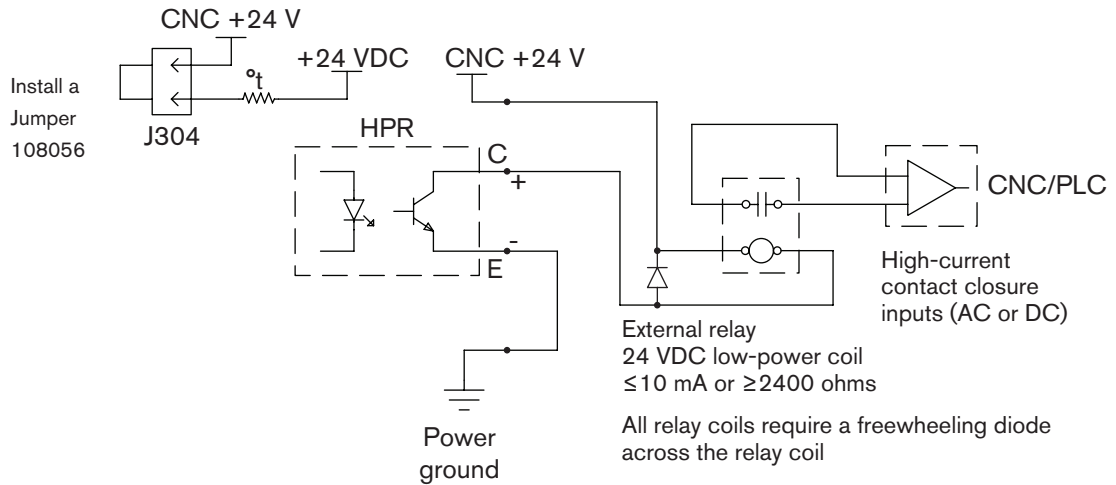 CNC +24 V
+24 VDC
CNC +24 V
°t
Install a
Jumper
108056
J304
HPR
C
+
-
E
CNC/PLC
High-current
contact closure
inputs (AC or DC)
External relay
24 VDC low-power coil
≤10 mA or ≥2400 ohms
All relay coils require a freewheeling diode
across the relay coil
Power
ground